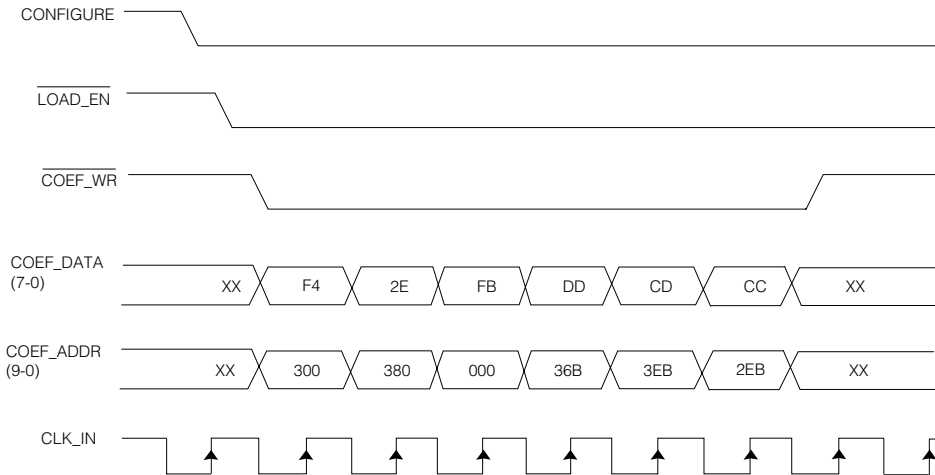 CONFIGURE
LOAD_EN
COEF_WR
COEF_DATA
(7-0)
XX F4 2E FB DD CD CC XX
COEF_ADDR
(9-0)
XX 300 380 000 36B 3EB 2EB XX
CLK_IN